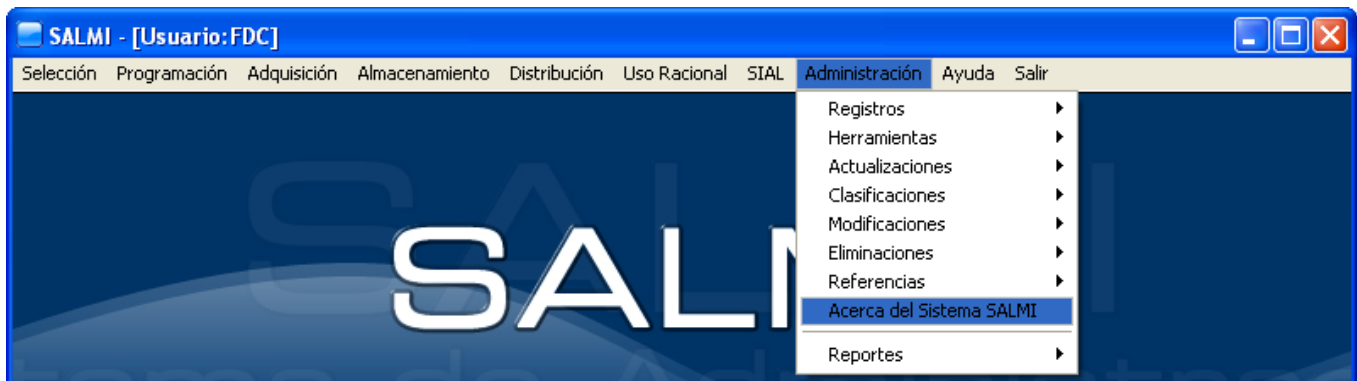 SALMI - [Usuario:FDC]
Selección Programación Adquisición Almacenamiento Distribución Uso Racional SIAL Administración Ayuda Salir
Registros
Herramientas
Actualizaciones
Clasificaciones
Modificaciones
Eliminaciones
Referencias
Acerca del Sistema SALMI
Reportes
SALMI
SALM